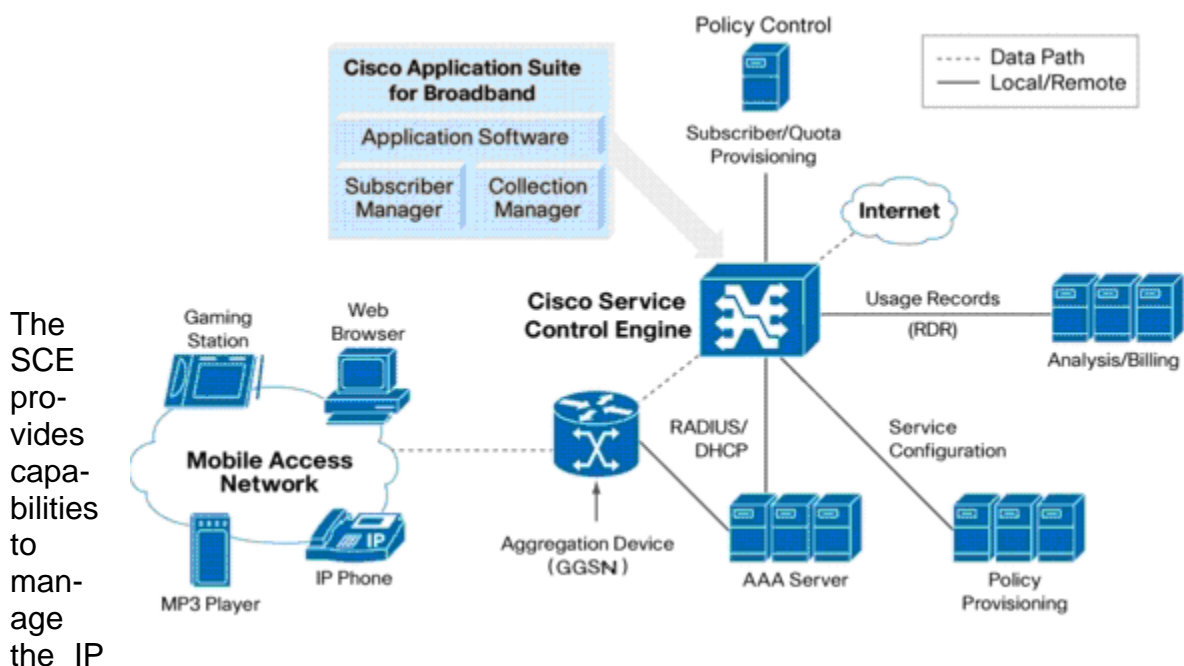 Policy Control
Data Path
Local/Remote
Cisco Application Suite
for Broadband
Application Software
Subscriber
Manager
Collection
Manager
Subscriber/Quota
Provisioning
Internet
Cisco Service
Control Engine
Usage Records
(RDR)
Analysis/Billing
The
SCE
pro-
vides
capa-
bilities
to
man-
age
the IP
Gaming
Station
Web
Browser
Mobile Access
Network
MP3 Player
IP
IP Phone
Aggregation Device
(GGSN)
RADIUS/
DHCP
Service
Configuration
AAA Server
Policy
Provisioning